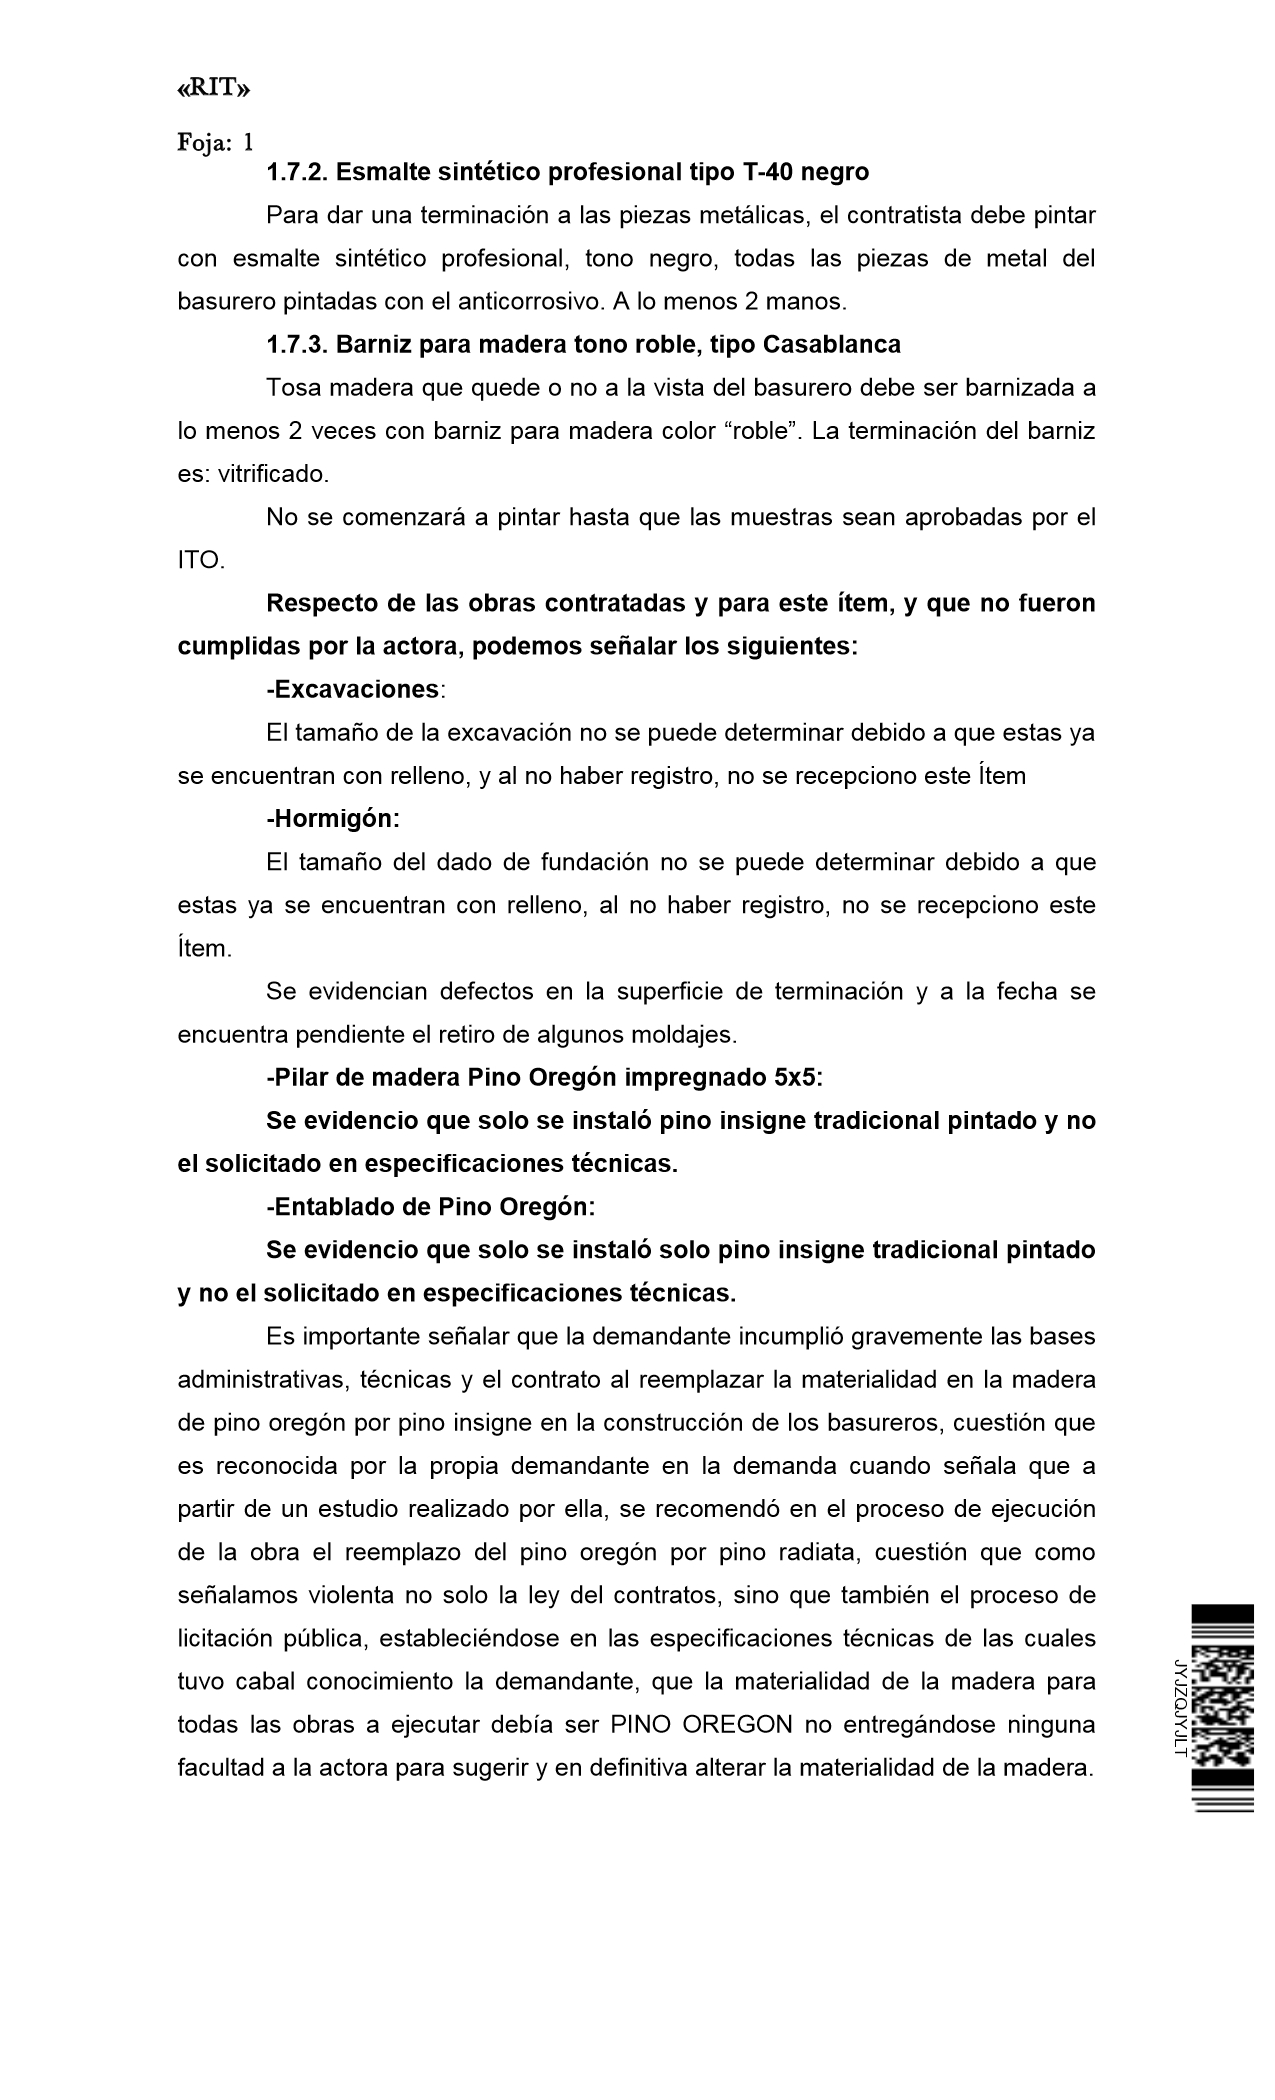 «RIT»
Foja: 1
1.7.2. Esmalte sintético profesional tipo T-40 negro
Para dar una terminación a las piezas metálicas, el contratista debe pintar
con esmalte sintético profesional, tono negro, todas las piezas de metal del
basurero pintadas con el anticorrosivo. A lo menos 2 manos.
1.7.3. Barniz para madera tono roble, tipo Casablanca
Tosa madera que quede o no a la vista del basurero debe ser barnizada a
lo menos 2 veces con barniz para madera color “roble”. La terminación del barniz
es: vitrificado.
No se comenzará a pintar hasta que las muestras sean aprobadas por el
ITO.
Respecto de las obras contratadas y para este ítem, y que no fueron
cumplidas por la actora, podemos señalar los siguientes:
-Excavaciones:
El tamaño de la excavación no se puede determinar debido a que estas ya
se encuentran con relleno, y al no haber registro, no se recepciono este Ítem
-Hormigón:
El tamaño del dado de fundación no se puede determinar debido a que
estas ya se encuentran con relleno, al no haber registro, no se recepciono este
Ítem.
Se evidencian defectos en la superficie de terminación y a la fecha se
encuentra pendiente el retiro de algunos moldajes.
-Pilar de madera Pino Oregón impregnado 5x5:
Se evidencio que solo se instaló pino insigne tradicional pintado y no
el solicitado en especificaciones técnicas.
-Entablado de Pino Oregón:
Se evidencio que solo se instaló solo pino insigne tradicional pintado
y no el solicitado en especificaciones técnicas.
Es importante señalar que la demandante incumplió gravemente las bases
administrativas, técnicas y el contrato al reemplazar la materialidad en la madera
de pino oregón por pino insigne en la construcción de los basureros, cuestión que
es reconocida por la propia demandante en la demanda cuando señala que a
partir de un estudio realizado por ella, se recomendó en el proceso de ejecución
de la obra el reemplazo del pino oregón por pino radiata, cuestión que como
señalamos violenta no solo la ley del contratos, sino que también el proceso de
licitación pública, estableciéndose en las especificaciones técnicas de las cuales
tuvo cabal conocimiento la demandante, que la materialidad de la madera para
todas las obras a ejecutar debía ser PINO OREGON no entregándose ninguna
facultad a la actora para sugerir y en definitiva alterar la materialidad de la madera.
JYJZQJYJLT